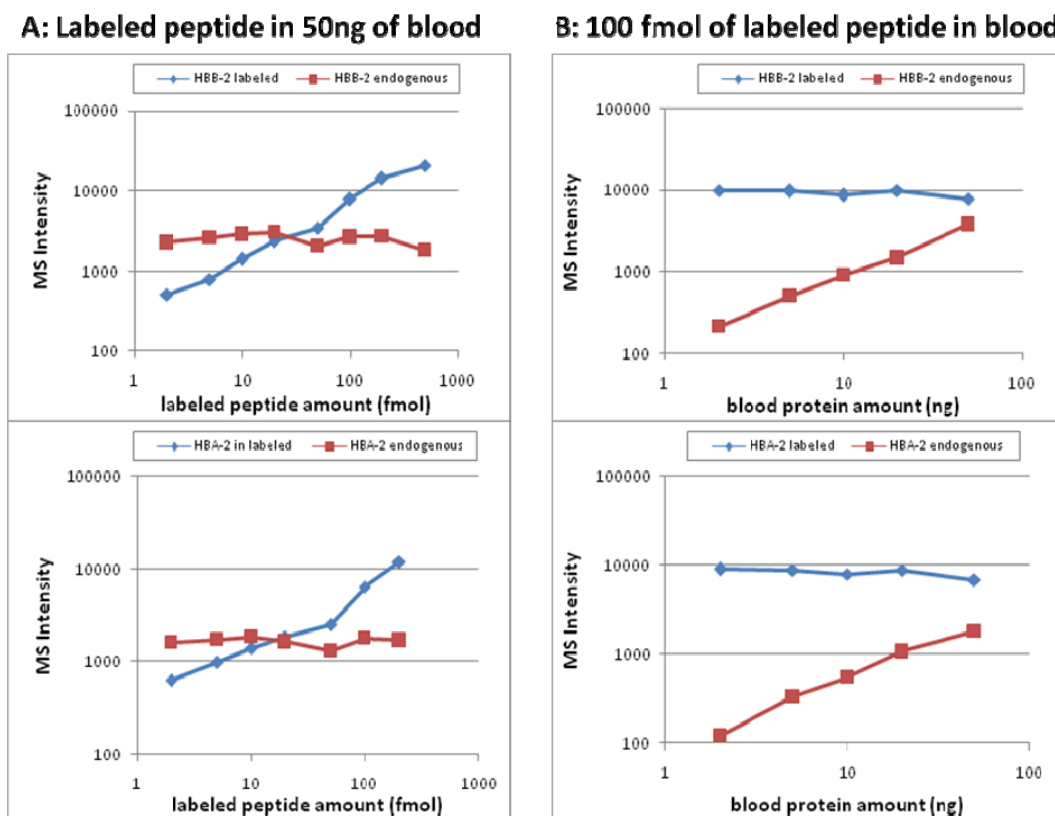 A: Labeled peptide in 50ng of blood
B: 100 fmol of labeled peptide in blood
HBB-2 labeled HBB-2 endogenous
100000
10000
1000
100
MS Intensity
1 10 100 1000
labeled peptide amount (fmol)
HBB-2 labeled HBB-2 endogenous
100000
10000
1000
100
MS Intensity
1 10 100
blood protein amount (ng)
HBA-2 in labeled HBA-2 endogenous
100000
10000
1000
100
MS Intensity
1 10 100 1000
labeled peptide amount (fmol)
HBA-2 labeled HBA-2 endogenous
100000
10000
1000
100
MS Intensity
1 10 100
blood protein amount (ng)